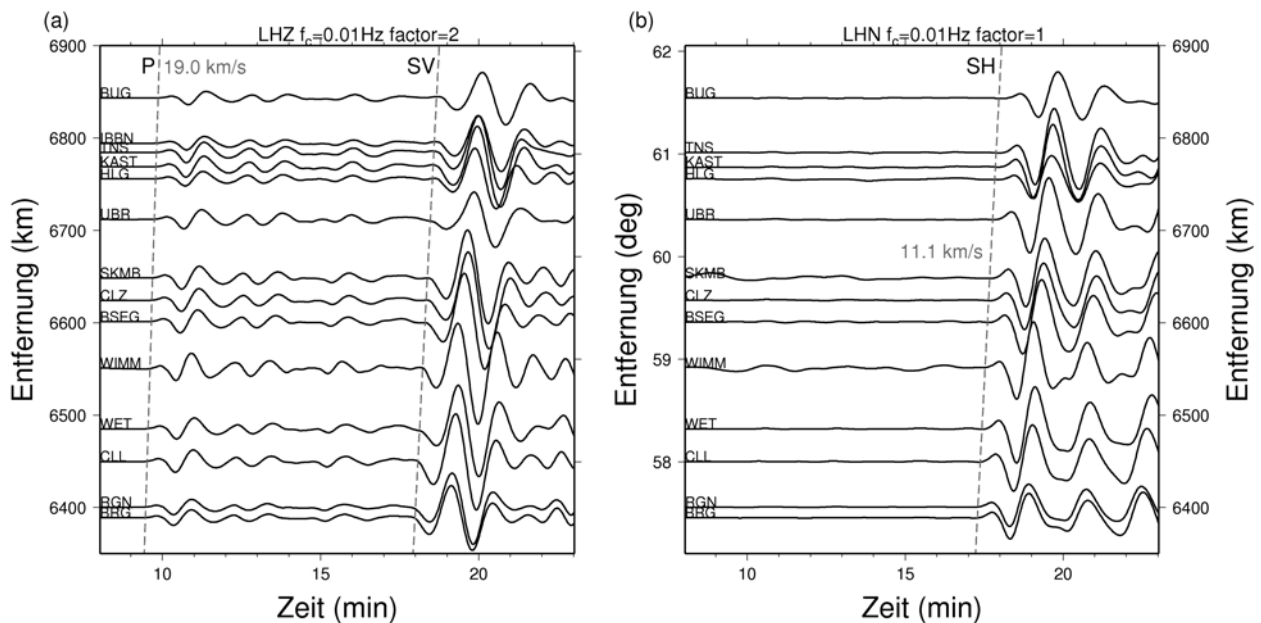 (a)
LHZ fc=0.01Hz factor=2
6900
6800
6700
6600
6500
6400
Entfernung (km)
P
19.0 km/s
SV
BUG
IBBN
TNS
KAST
HLG
UBR
SKMB
CLZ
BSEG
WIMM
WET
CLL
RGN
BRG
10
15
20
Zeit (min)
(b)
LHN fc=0.01Hz factor=1
62
61
60
59
58
Entfernung (deg)
SH
11.1 km/s
BUG
TNS
KAST
HLG
UBR
SKMB
CLZ
BSEG
WIMM
WET
CLL
RGN
BRG
6900
6800
6700
6600
6500
6400
Entfernung (km)
10
15
20
Zeit (min)